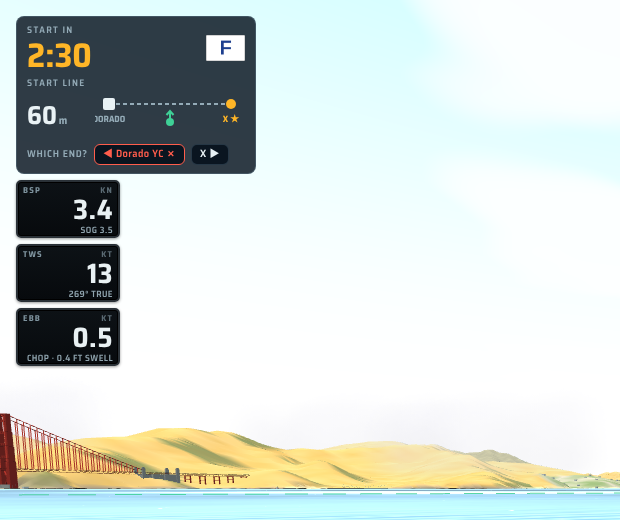 START IN
2:30
F
START LINE
60 m
DORADO
X ★
WHICH END? ◀ Dorado YC × X ▶
BSP KN
3.4
SOG 3.5
TWS KT
13
269° TRUE
EBB KT
0.5
CHOP · 0.4 FT SWELL